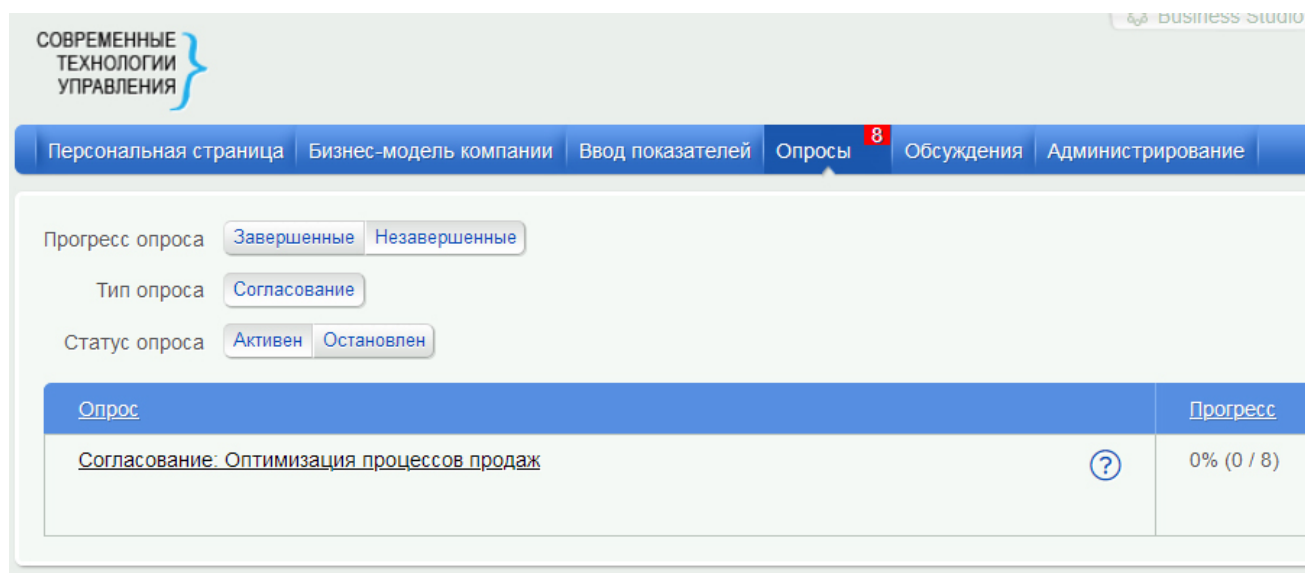 Business Studio
СОВРЕМЕННЫЕ
ТЕХНОЛОГИИ
УПРАВЛЕНИЯ
Персональная страница Бизнес-модель компании Ввод показателей Опросы 8 Обсуждения Администрирование
Прогресс опроса Завершенные Незавершенные
Тип опроса Согласование
Статус опроса Активен Остановлен
Опрос Прогресс
Согласование: Оптимизация процессов продаж ? 0% (0 / 8)